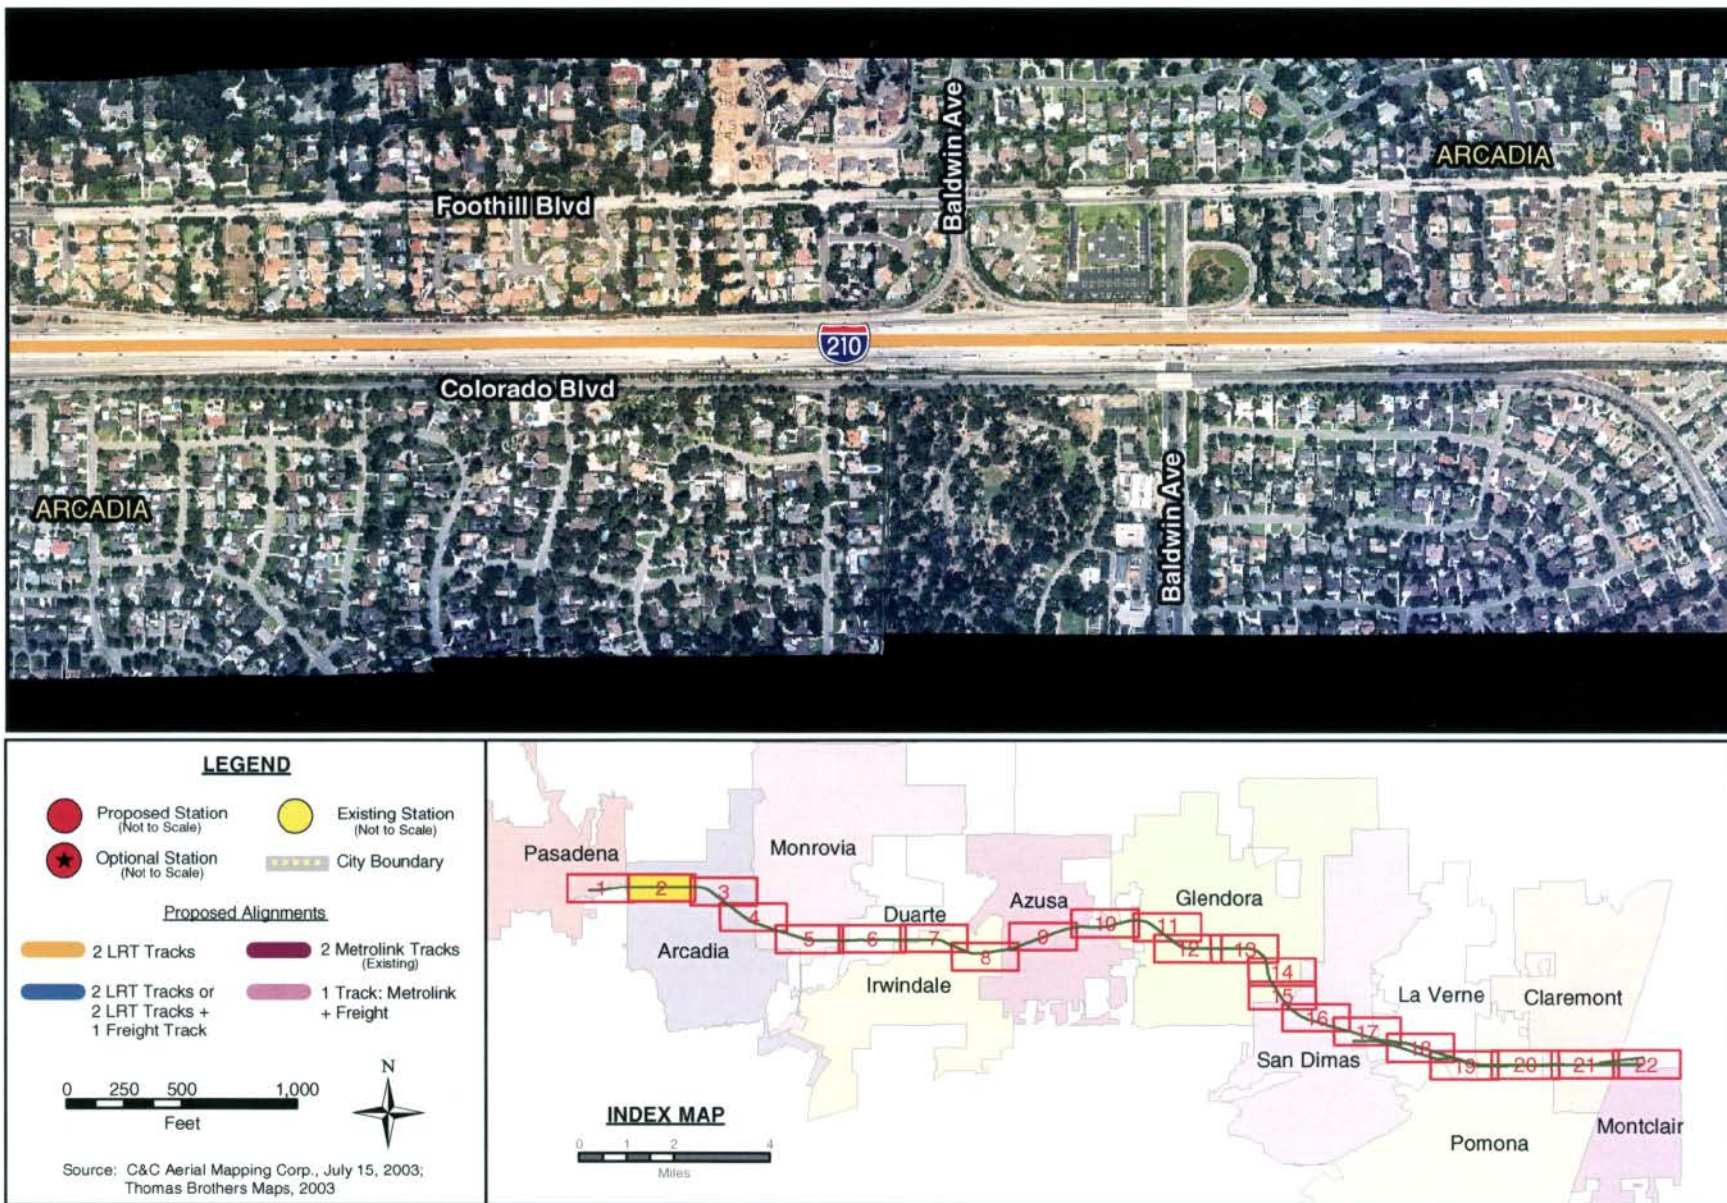 Baldwin Ave
ARCADIA
Foothill Blvd
210
Colorado Blvd
ARCADIA
Baldwin Ave
LEGEND
Proposed Station
(Not to Scale)
Existing Station
(Not to Scale)
Optional Station
(Not to Scale)
City Boundary
Proposed Alignments
2 LRT Tracks
2 Metrolink Tracks
(Existing)
2 LRT Tracks or
2 LRT Tracks +
1 Freight Track
1 Track: Metrolink
+ Freight
N
0 250 500 1,000
Feet
Source: C&C Aerial Mapping Corp., July 15, 2003;
Thomas Brothers Maps, 2003
Pasadena
Monrovia
Arcadia
Duarte
Irwindale
Azusa
Glendora
La Verne
Claremont
San Dimas
Pomona
Montclair
1
2
3
4
5
6
7
8
9
10
11
12
13
14
15
16
17
18
19
20
21
22
INDEX MAP
0 1 2 4
Miles